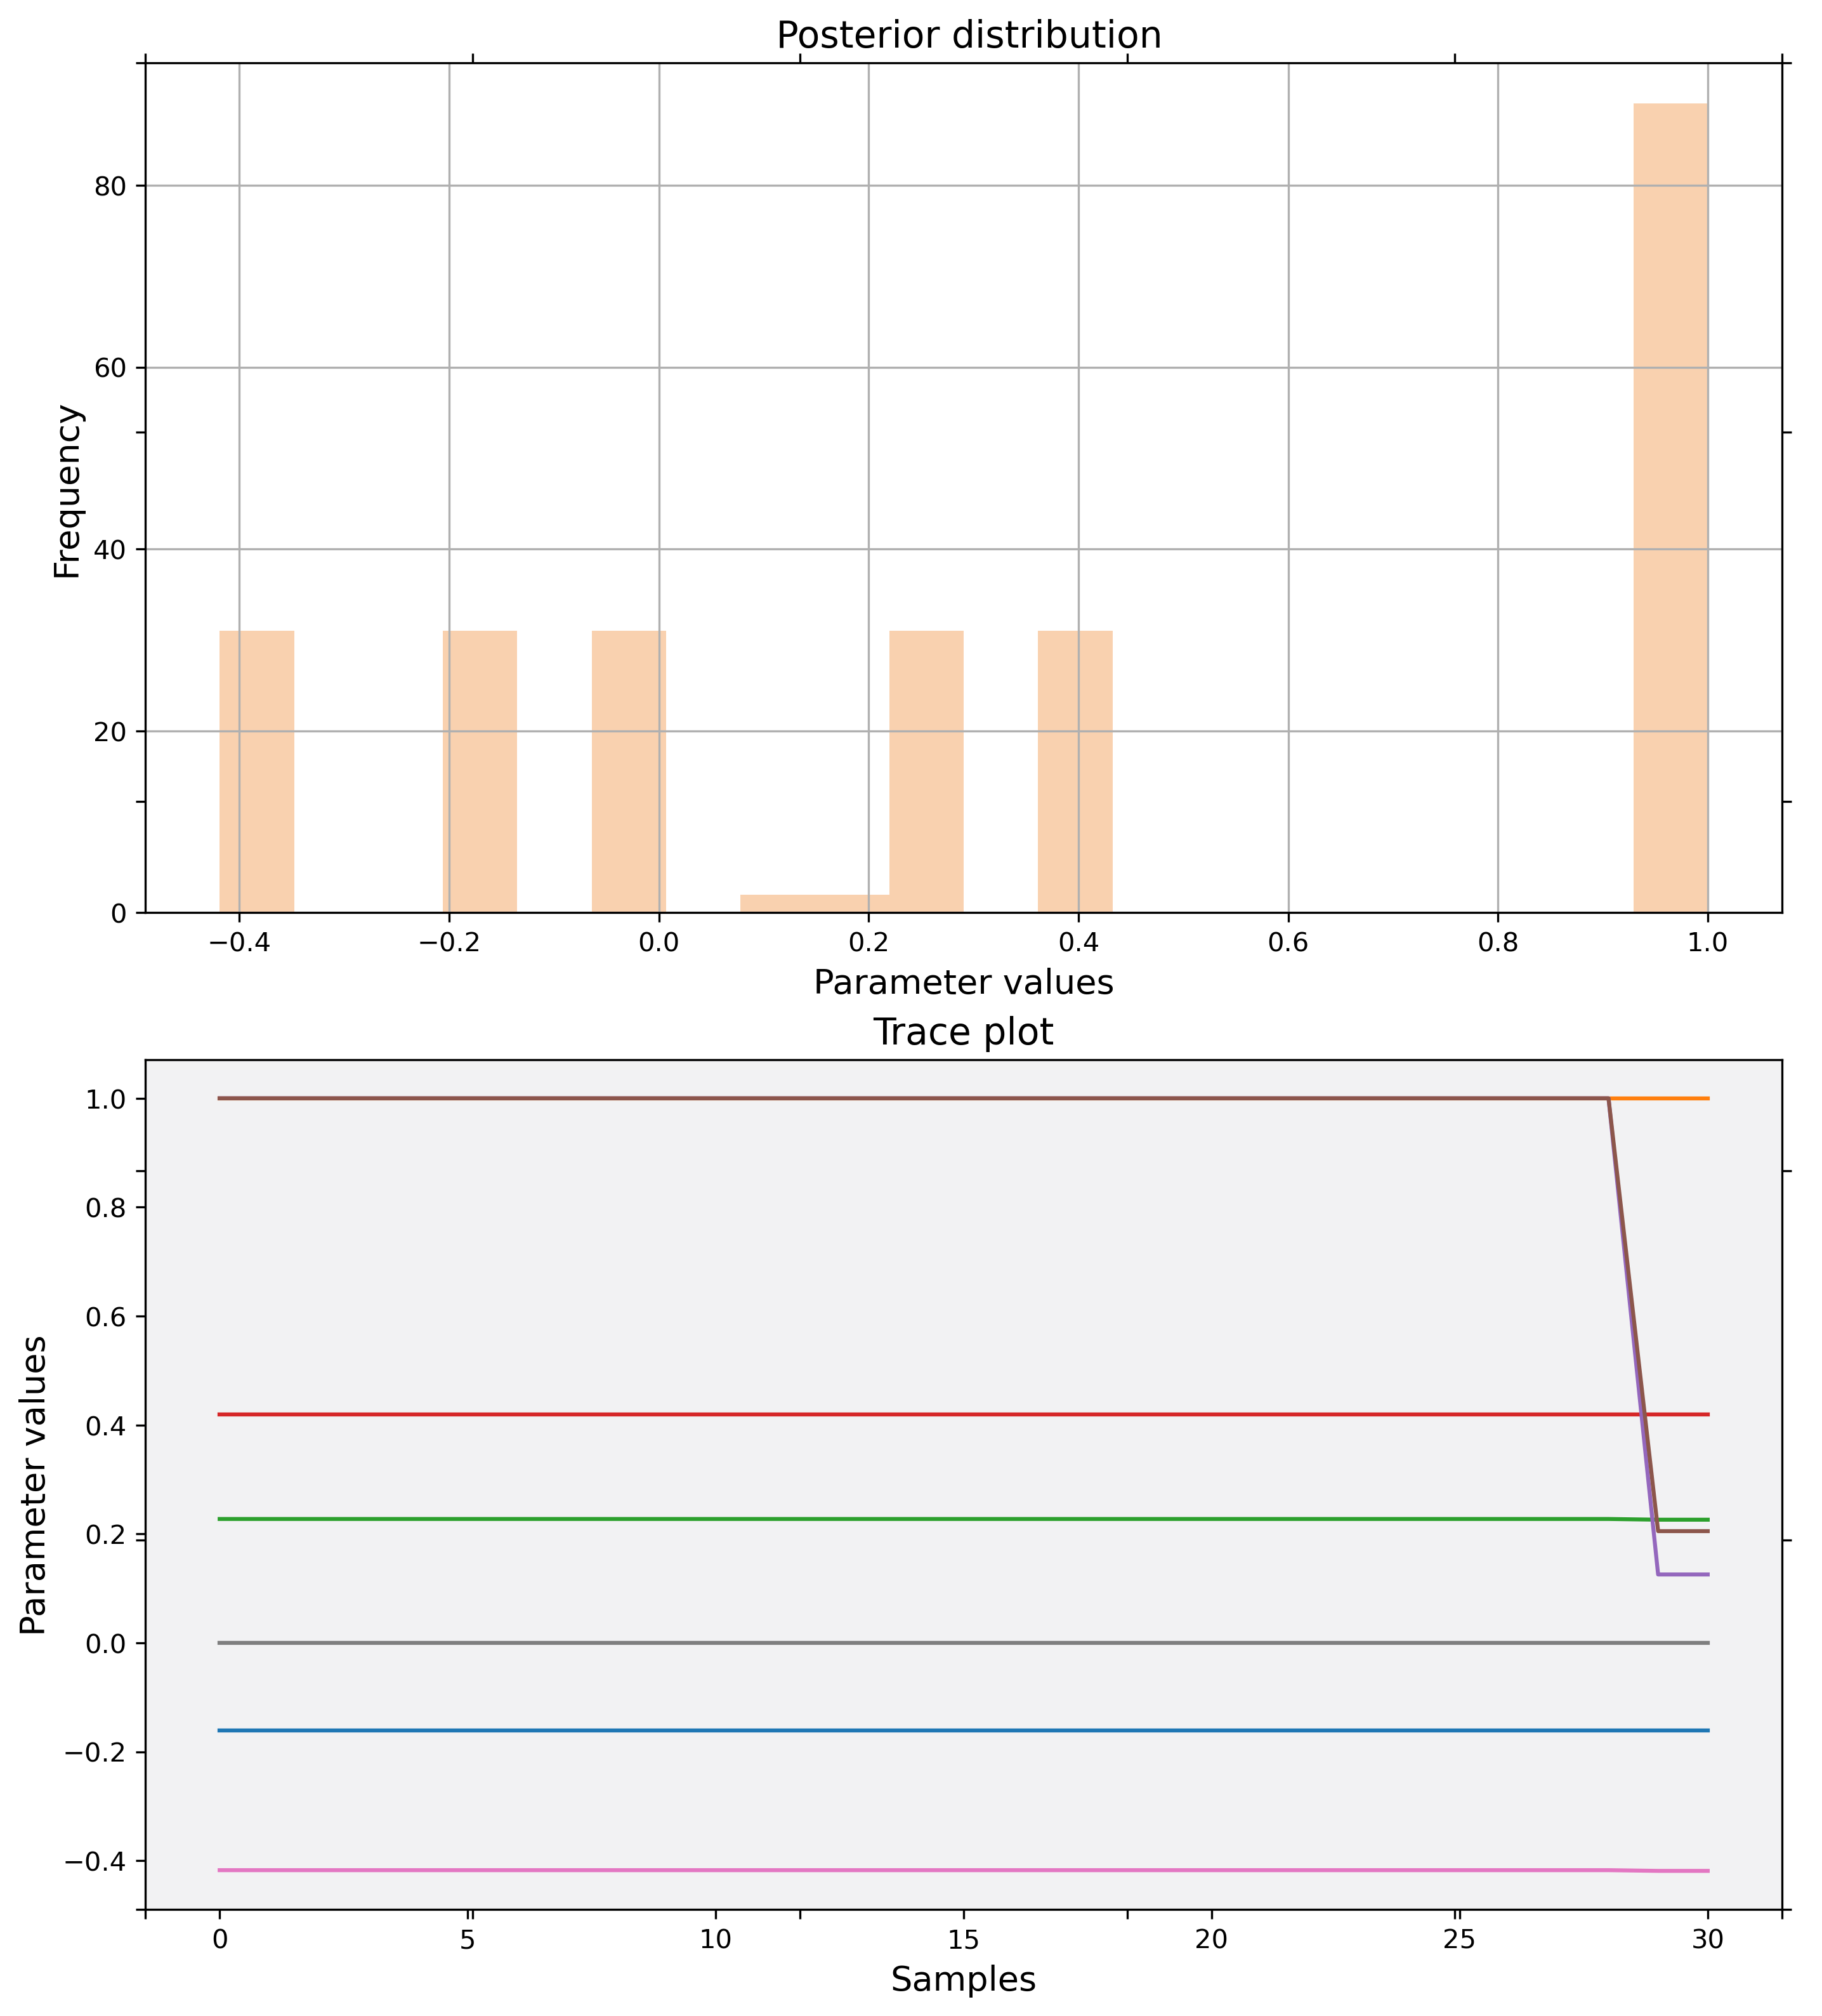 Posterior distribution
Frequency
80
60
40
20
0
−0.4 −0.2 0.0 0.2 0.4 0.6 0.8 1.0
Parameter values
Trace plot
Parameter values
1.0
0.8
0.6
0.4
0.2
0.0
−0.2
−0.4
0 5 10 15 20 25 30
Samples